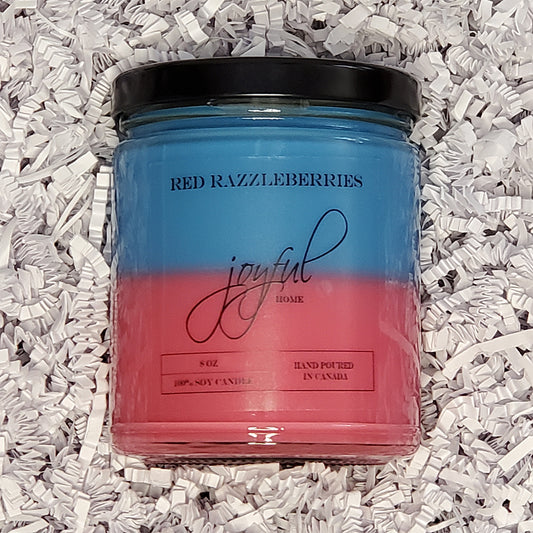 RED RAZZLEBERRIES
joyful
HOME
8 OZ
100% SOY CANDLE
HAND POURED
IN CANADA